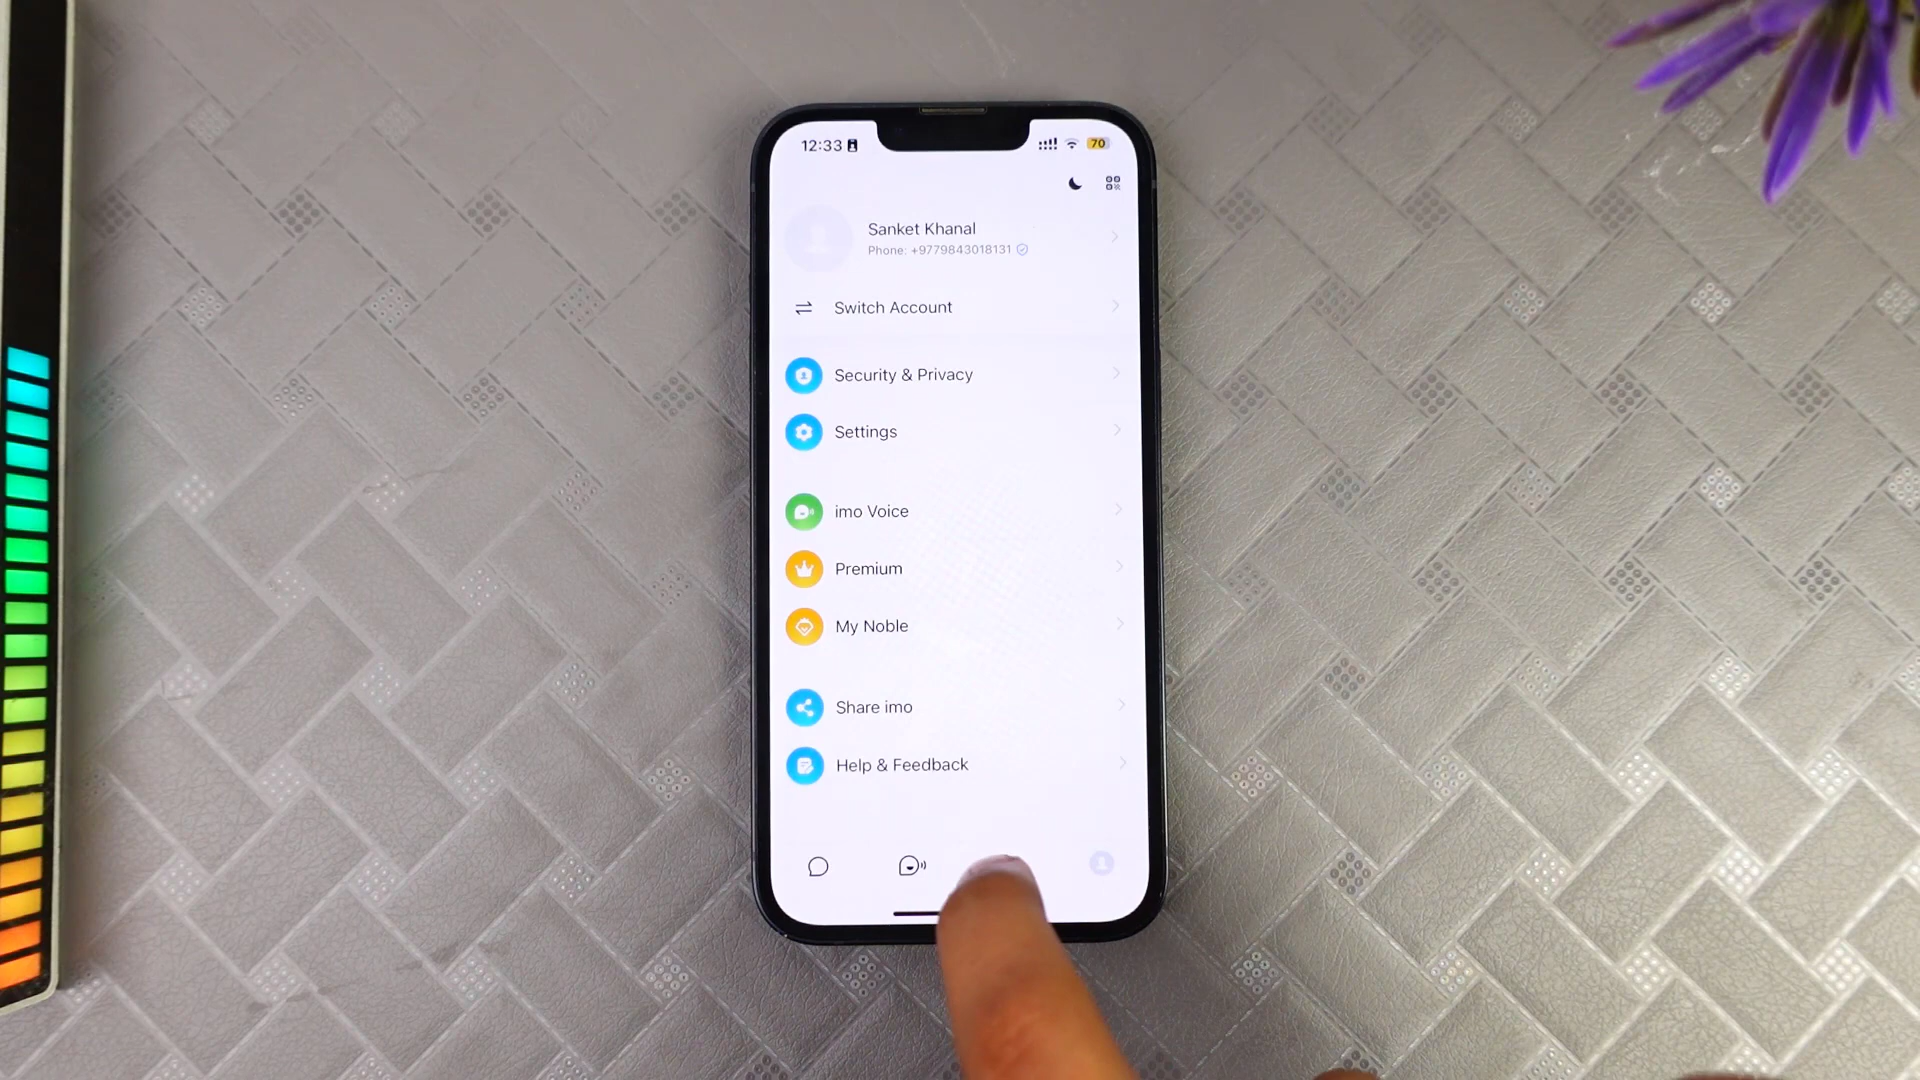 12:33
70
Sanket Khanal
Phone: +9779843018131
Switch Account
Security & Privacy
Settings
imo Voice
Premium
My Noble
Share imo
Help & Feedback